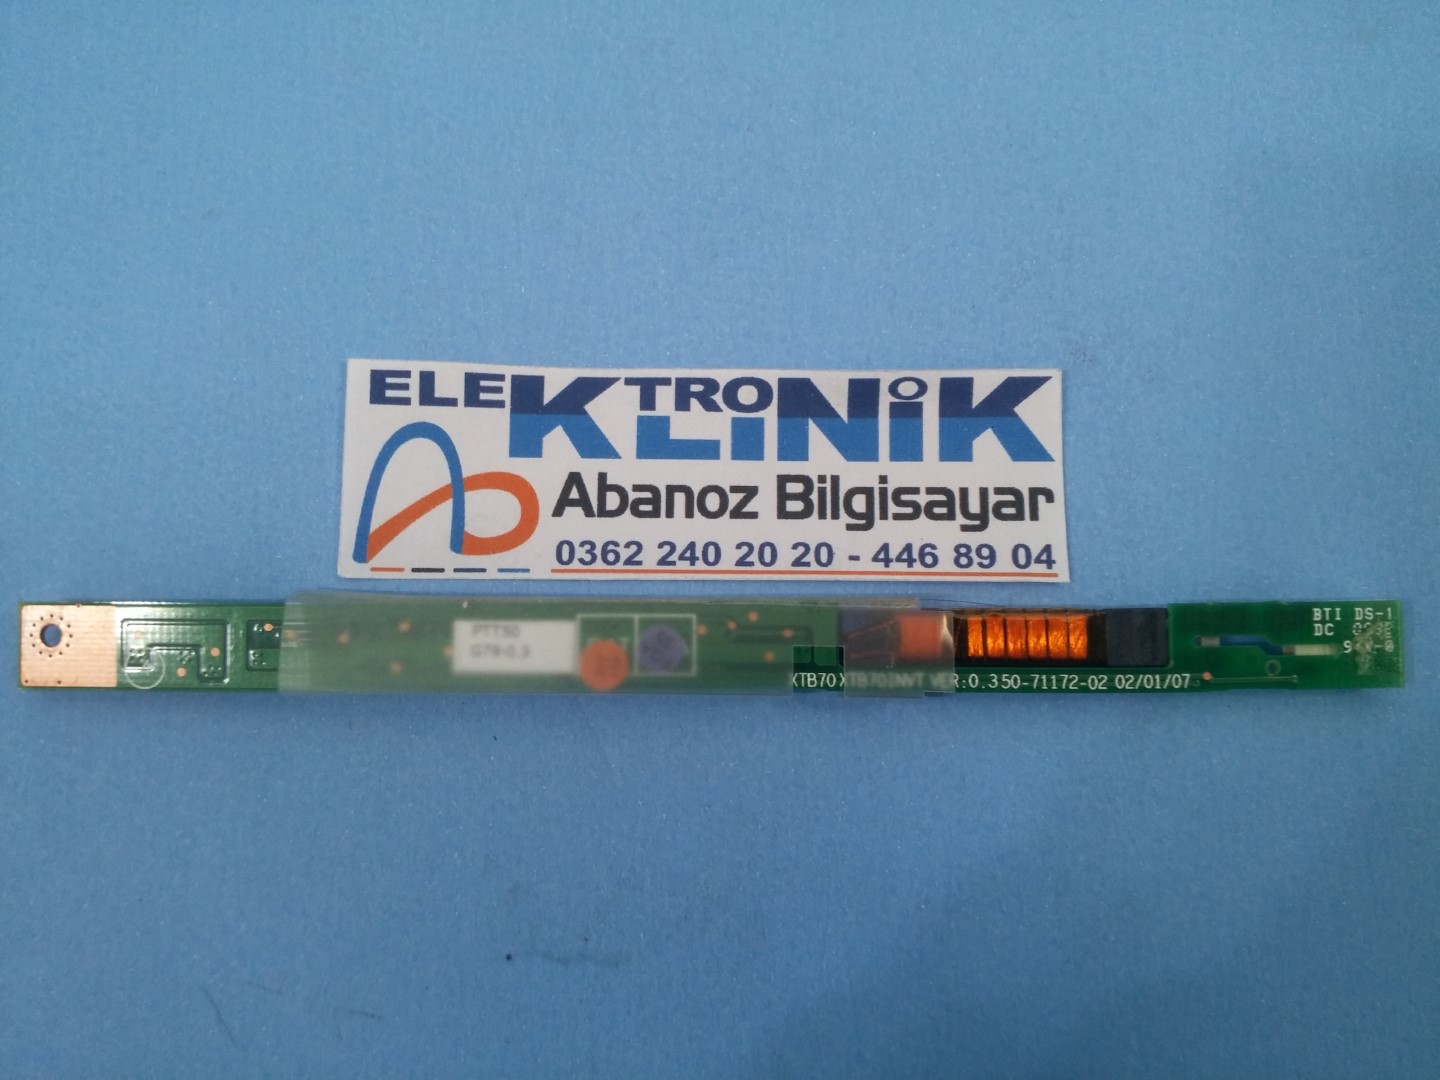 ELEKTRONiK
KLiNiK
Abanoz Bilgisayar
0362 240 20 20 - 446 89 04
PTT50
G79-0.3
XTB70 XTB70INVT VER:0.3 50-71172-02 02/01/07
BTI DS-1
DC